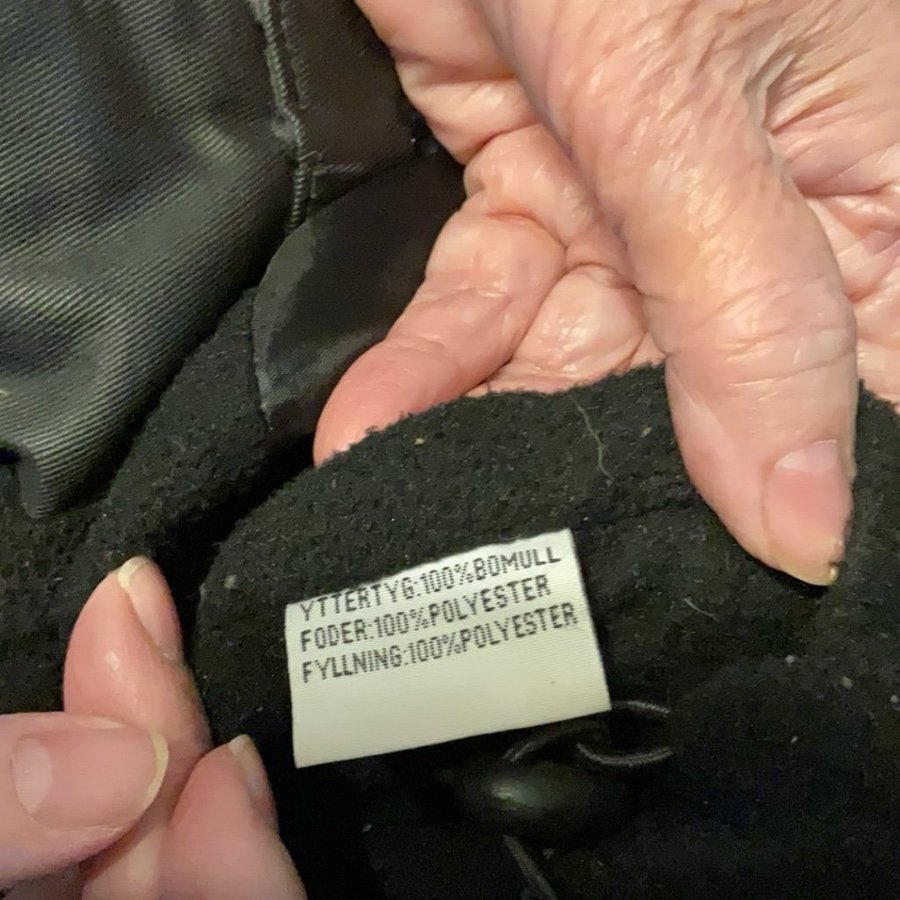 YTTERTYG:100%BOMULL
FODER:100%POLYESTER
FYLLNING:100%POLYESTER